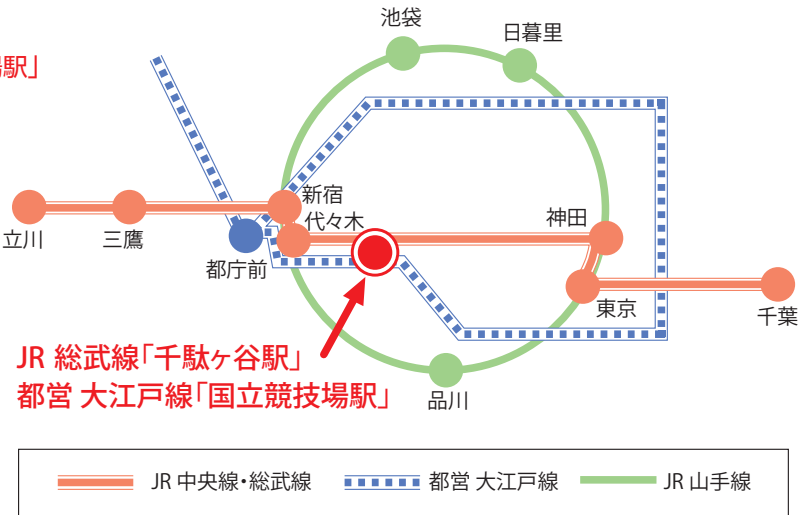 池袋
日暮里
場駅」
新宿
代々木
神田
立川
三鷹
都庁前
東京
千葉
JR 総武線「千駄ヶ谷駅」
都営 大江戸線「国立競技場駅」
品川
JR 中央線・総武線
都営 大江戸線
JR 山手線